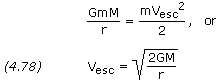 GmM/r = mVesc²/2 , or
(4.78) Vesc = √(2GM/r)